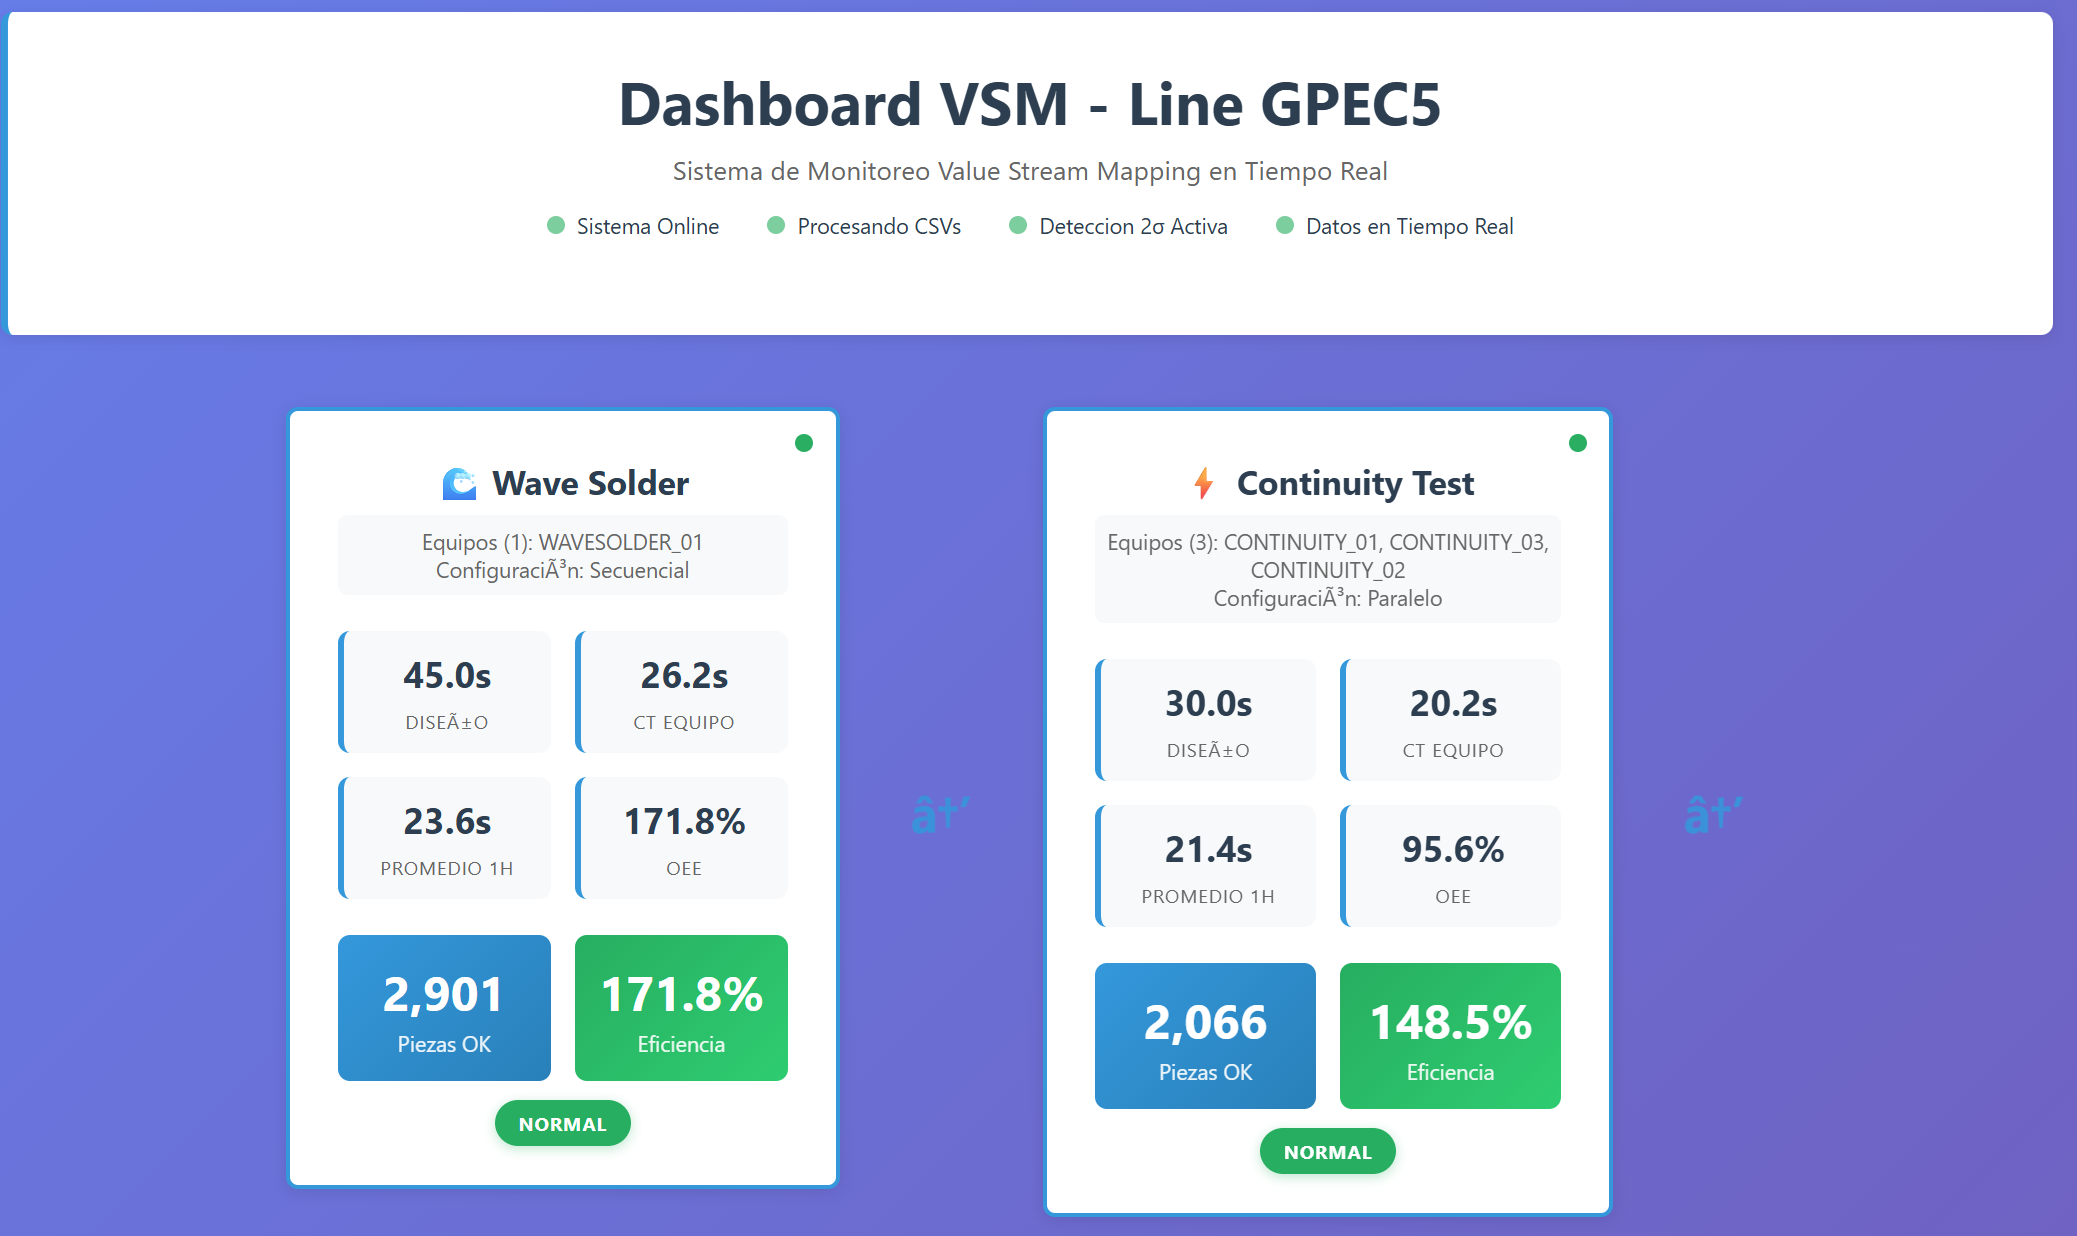 Dashboard VSM - Line GPEC5
Sistema de Monitoreo Value Stream Mapping en Tiempo Real
Sistema Online
Procesando CSVs
Deteccion 2σ Activa
Datos en Tiempo Real
Wave Solder
Equipos (1): WAVESOLDER_01
ConfiguraciÃ³n: Secuencial
45.0s
DISEÃ±O
26.2s
CT EQUIPO
23.6s
PROMEDIO 1H
171.8%
OEE
2,901
Piezas OK
171.8%
Eficiencia
NORMAL
â†’
Continuity Test
Equipos (3): CONTINUITY_01, CONTINUITY_03,
CONTINUITY_02
ConfiguraciÃ³n: Paralelo
30.0s
DISEÃ±O
20.2s
CT EQUIPO
21.4s
PROMEDIO 1H
95.6%
OEE
2,066
Piezas OK
148.5%
Eficiencia
NORMAL
â†’